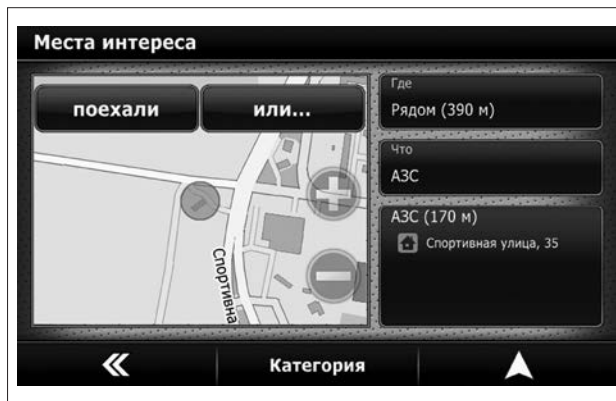 Места интереса
поехали
или...
Спортивна
Где
Рядом (390 м)
Что
АЗС
АЗС (170 м)
Спортивная улица, 35
Категория